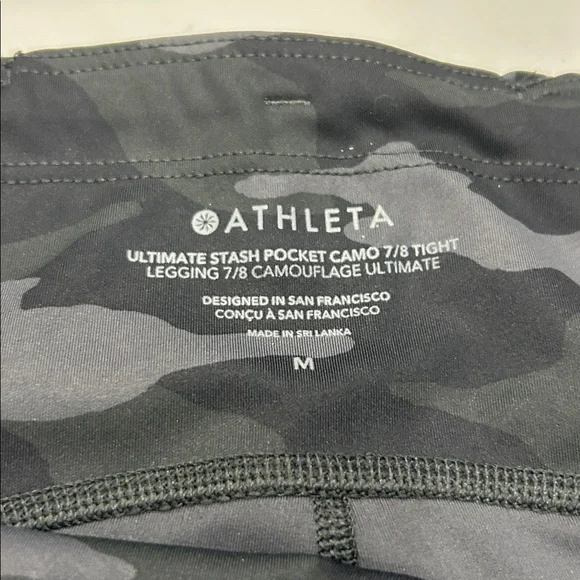 ATHLETA
ULTIMATE STASH POCKET CAMO 7/8 TIGHT
LEGGING 7/8 CAMOUFLAGE ULTIMATE
DESIGNED IN SAN FRANCISCO
CONÇU À SAN FRANCISCO
MADE IN SRI LANKA
M